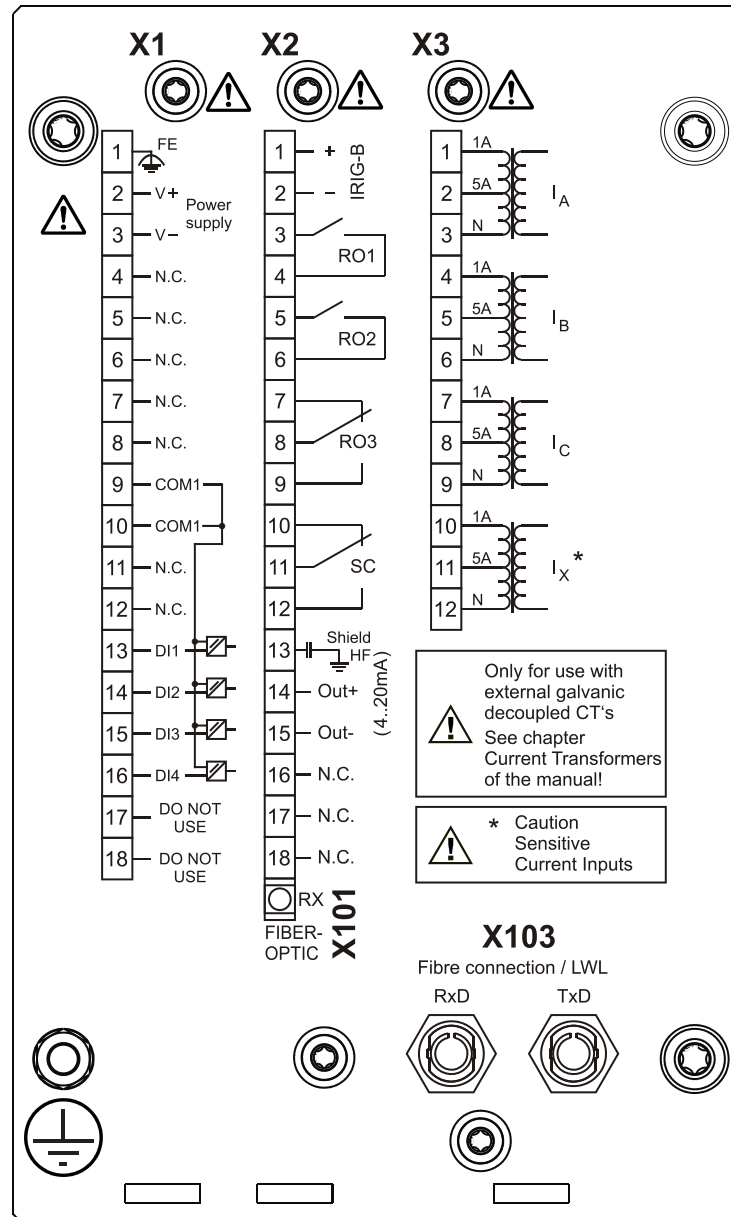 X1 X2 X3
1 FE
2 V+
Power
supply
3 V−
4 N.C.
5 N.C.
6 N.C.
7 N.C.
8 N.C.
9 COM1
10 COM1
11 N.C.
12 N.C.
13 DI1
14 DI2
15 DI3
16 DI4
17 DO NOT
USE
18 DO NOT
USE
1 +
2 −
IRIG-B
3
RO1
4
5
RO2
6
7
8 RO3
9
10
11 SC
12
13 Shield
HF
14 Out+
15 Out-
(4..20mA)
16 N.C.
17 N.C.
18 N.C.
RX
FIBER-
OPTIC
X101
1 1A
2 5A IA
3 N
4 1A
5 5A IB
6 N
7 1A
8 5A IC
9 N
10 1A
11 5A IX *
12 N
Only for use with
external galvanic
decoupled CT‘s
See chapter
Current Transformers
of the manual!
* Caution
Sensitive
Current Inputs
X103
Fibre connection / LWL
RxD TxD